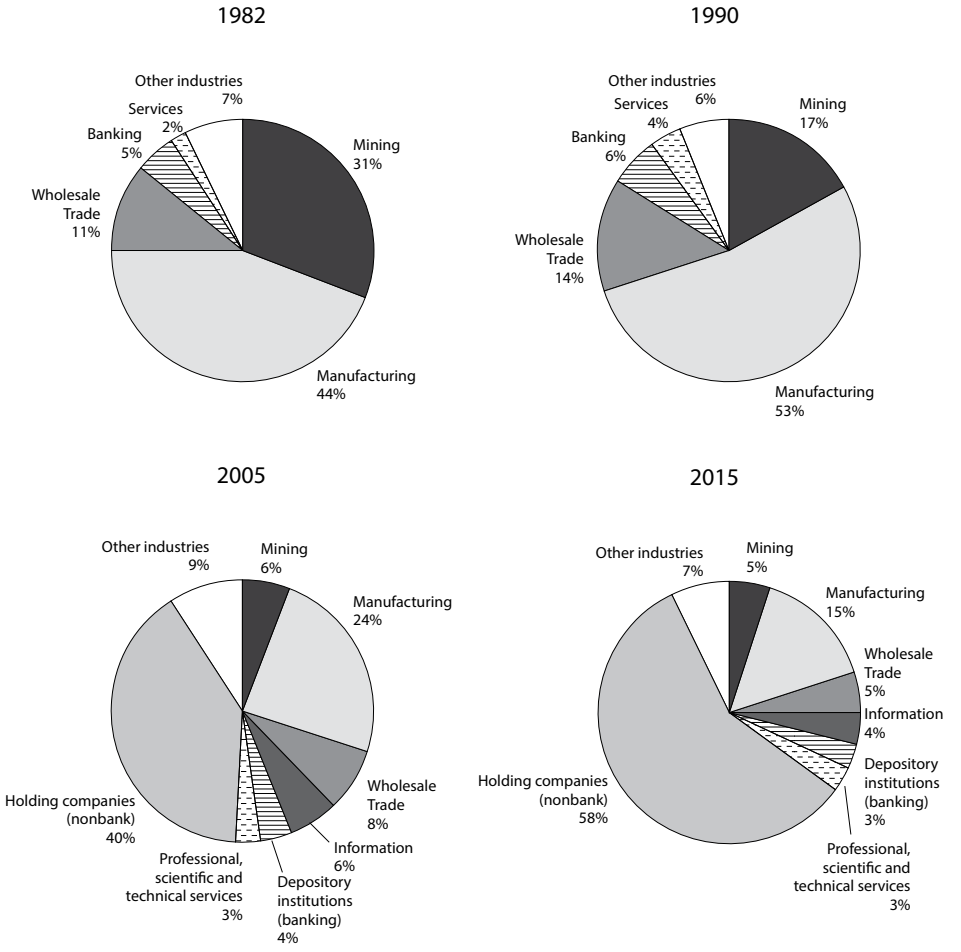 1982
Other industries
7%
Services
2%
Banking
5%
Wholesale
Trade
11%
Mining
31%
Manufacturing
44%
1990
Other industries
6%
Services
4%
Banking
6%
Wholesale
Trade
14%
Mining
17%
Manufacturing
53%
2005
Other industries
9%
Mining
6%
Manufacturing
24%
Wholesale
Trade
8%
Information
6%
Depository
institutions
(banking)
4%
Professional,
scientific and
technical services
3%
Holding companies
(nonbank)
40%
2015
Other industries
7%
Mining
5%
Manufacturing
15%
Wholesale
Trade
5%
Information
4%
Depository
institutions
(banking)
3%
Professional,
scientific and
technical services
3%
Holding companies
(nonbank)
58%